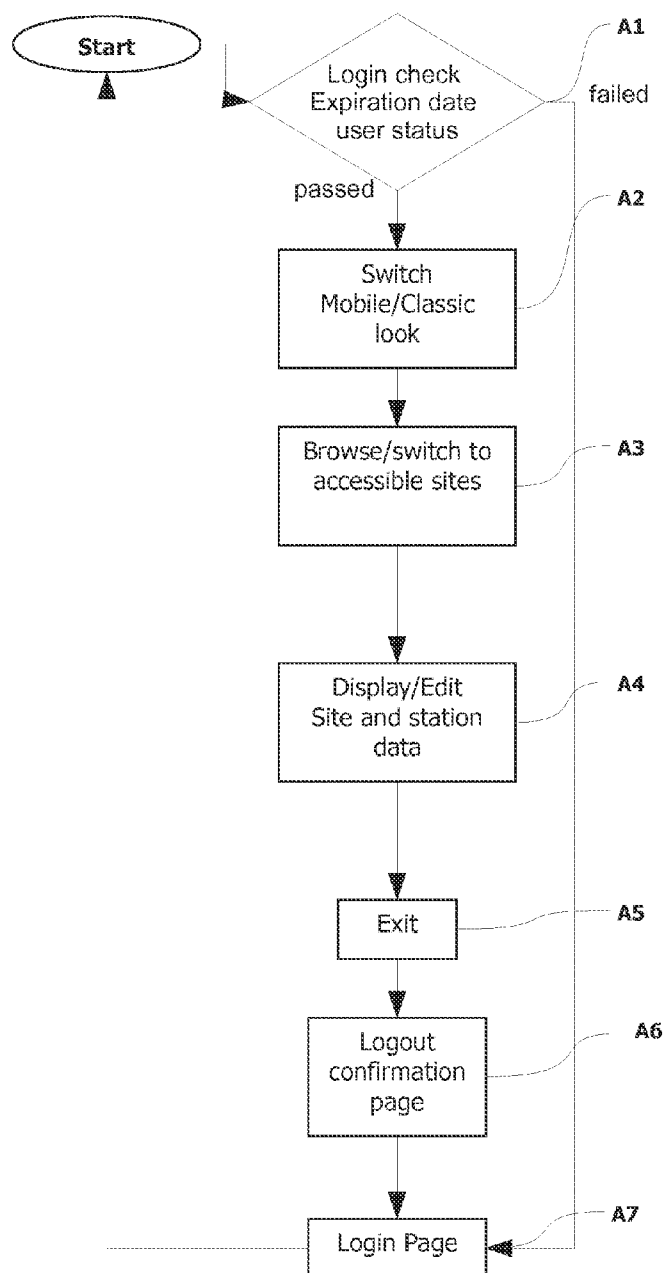 Start
A1
Login check
Expiration date
user status
failed
passed
A2
Switch
Mobile/Classic
look
A3
Browse/switch to
accessible sites
A4
Display/Edit
Site and station
data
A5
Exit
A6
Logout
confirmation
page
A7
Login Page